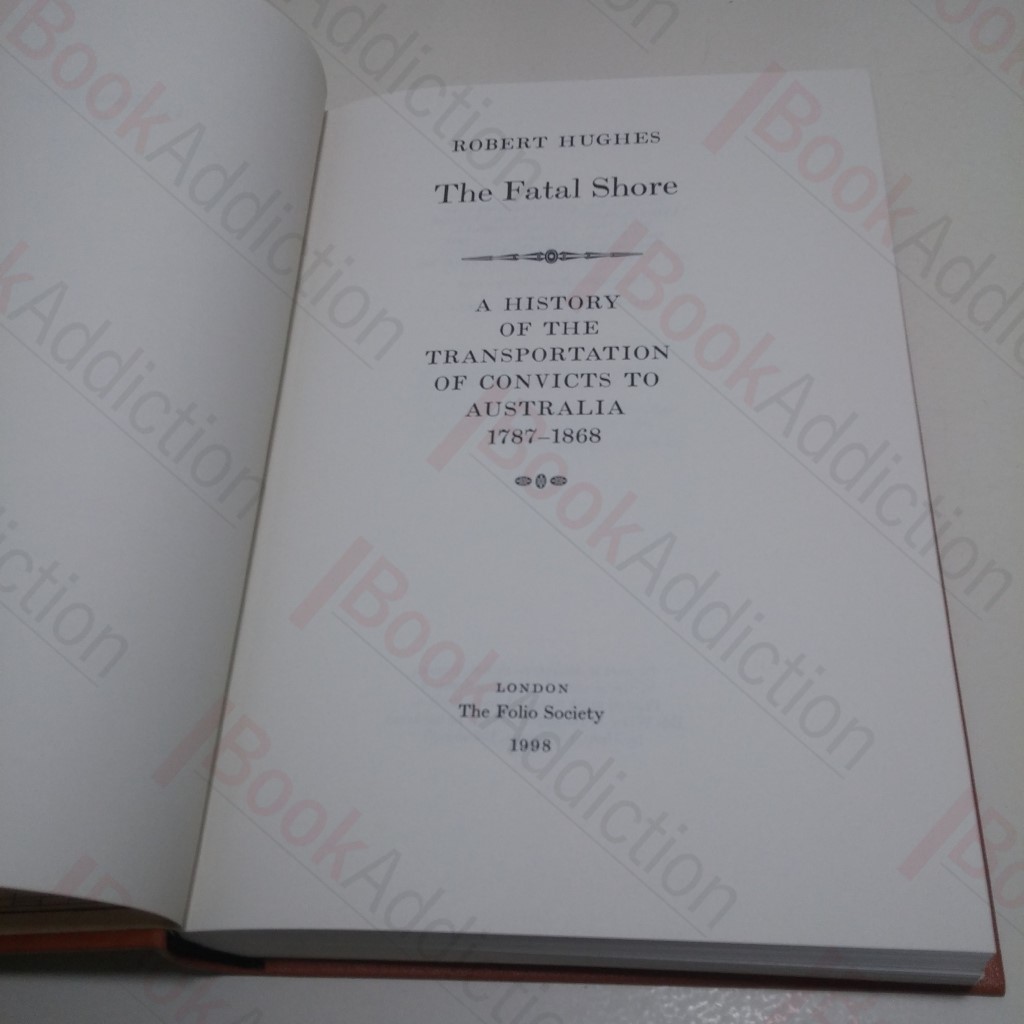 ROBERT HUGHES
The Fatal Shore
A HISTORY
OF THE
TRANSPORTATION
OF CONVICTS TO
AUSTRALIA
1787–1868
LONDON
The Folio Society
1998
BookAddiction